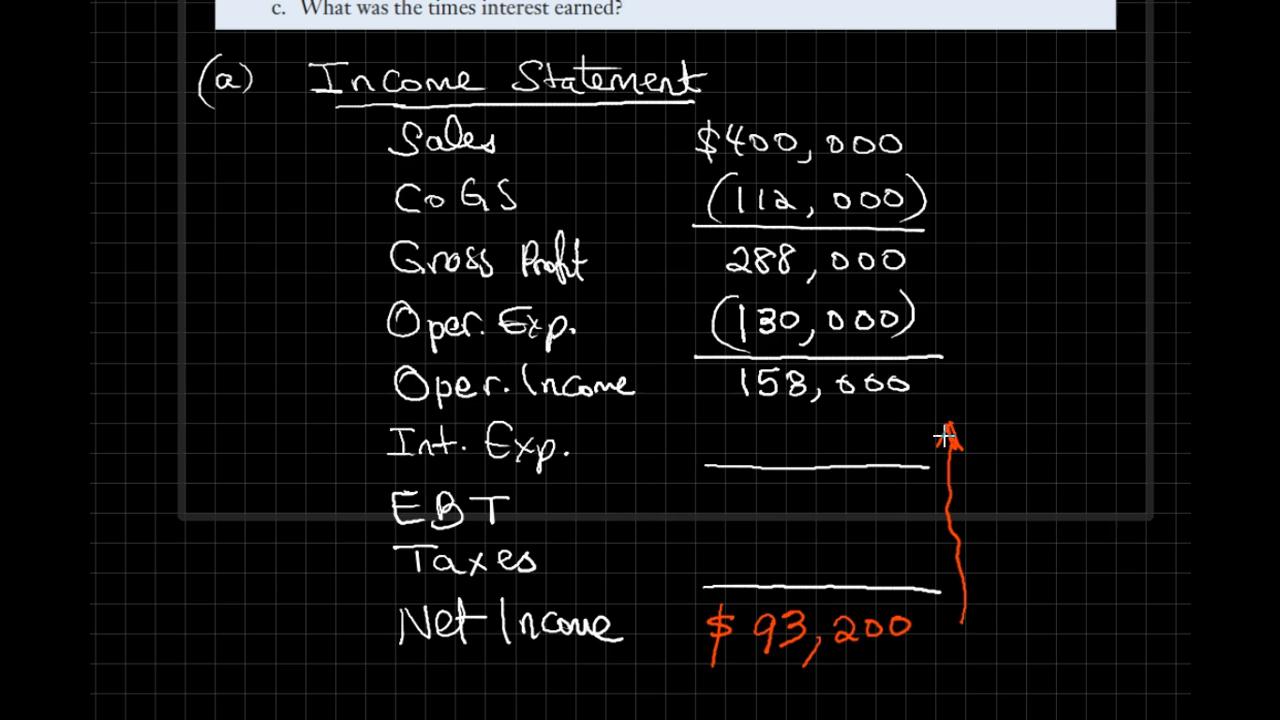 c. What was the times interest earned?
(a) Income Statement
Sales $400,000
CoGS (112,000)
Gross Profit 288,000
Oper. Exp. (130,000)
Oper. Income 158,000
Int. Exp.
EBT
Taxes
Net Income $93,200